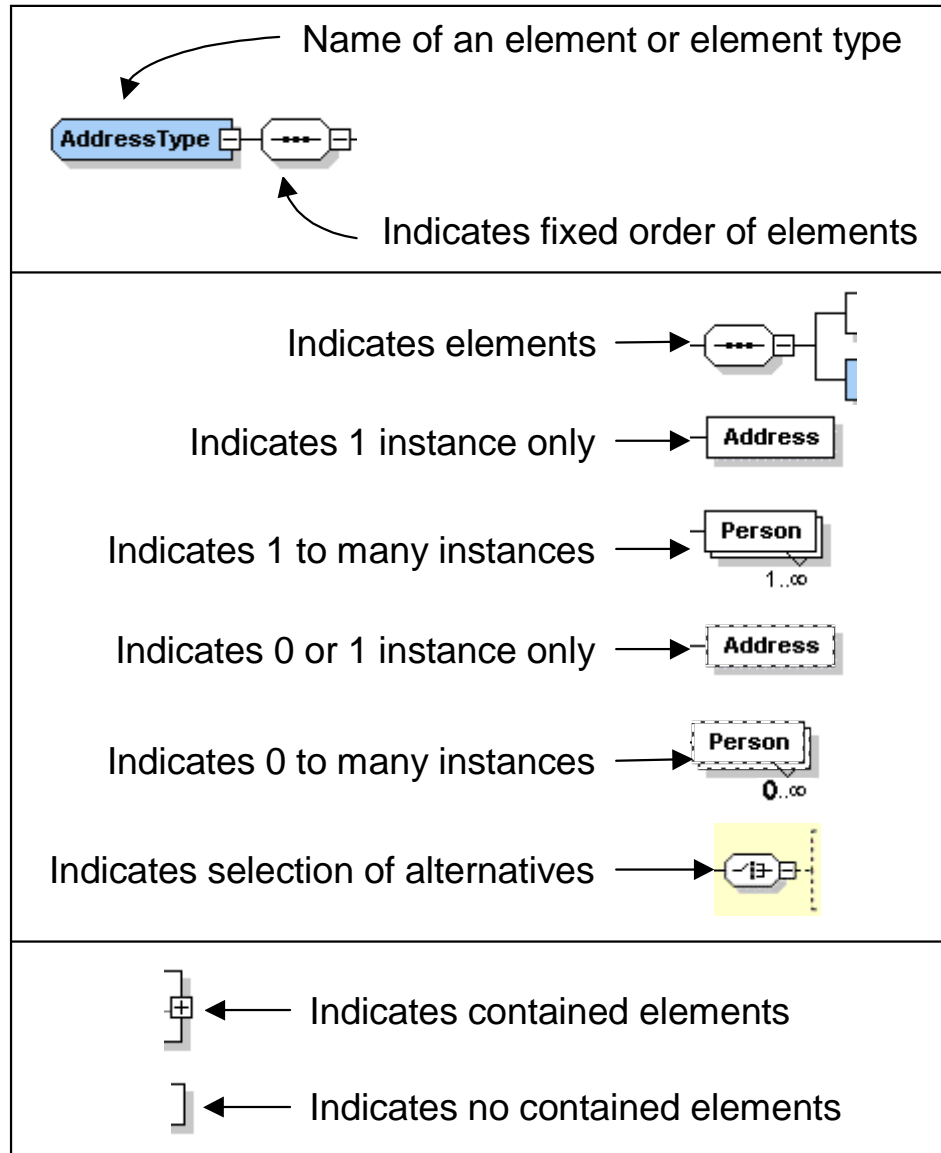 Name of an element or element type
AddressType
Indicates fixed order of elements
Indicates elements
Indicates 1 instance only
Address
Indicates 1 to many instances
Person
1..∞
Indicates 0 or 1 instance only
Address
Indicates 0 to many instances
Person
0..∞
Indicates selection of alternatives
Indicates contained elements
Indicates no contained elements